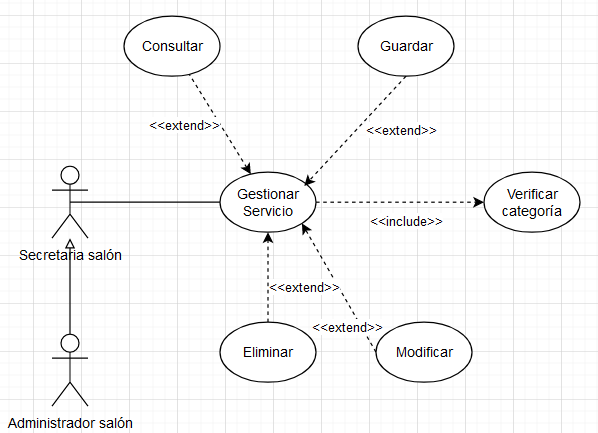 Consultar
Guardar
<<extend>>
<<extend>>
Gestionar
Servicio
Verificar
categoría
<<include>>
Secretaria salón
<<extend>>
<<extend>>
Eliminar
Modificar
Administrador salón